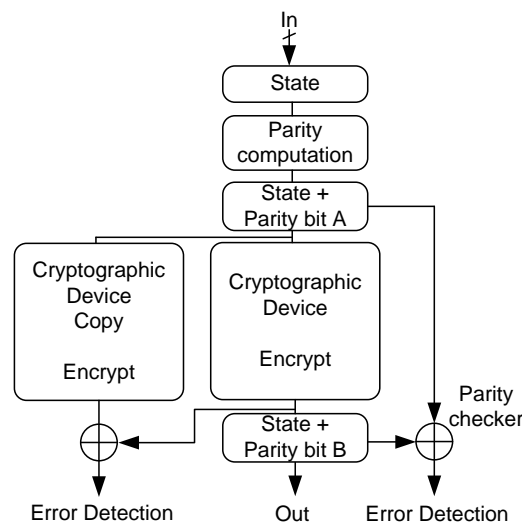 In
State
Parity
computation
State +
Parity bit A
Cryptographic
Device
Copy
Encrypt
Cryptographic
Device
Encrypt
Parity
checker
State +
Parity bit B
Error Detection
Out
Error Detection